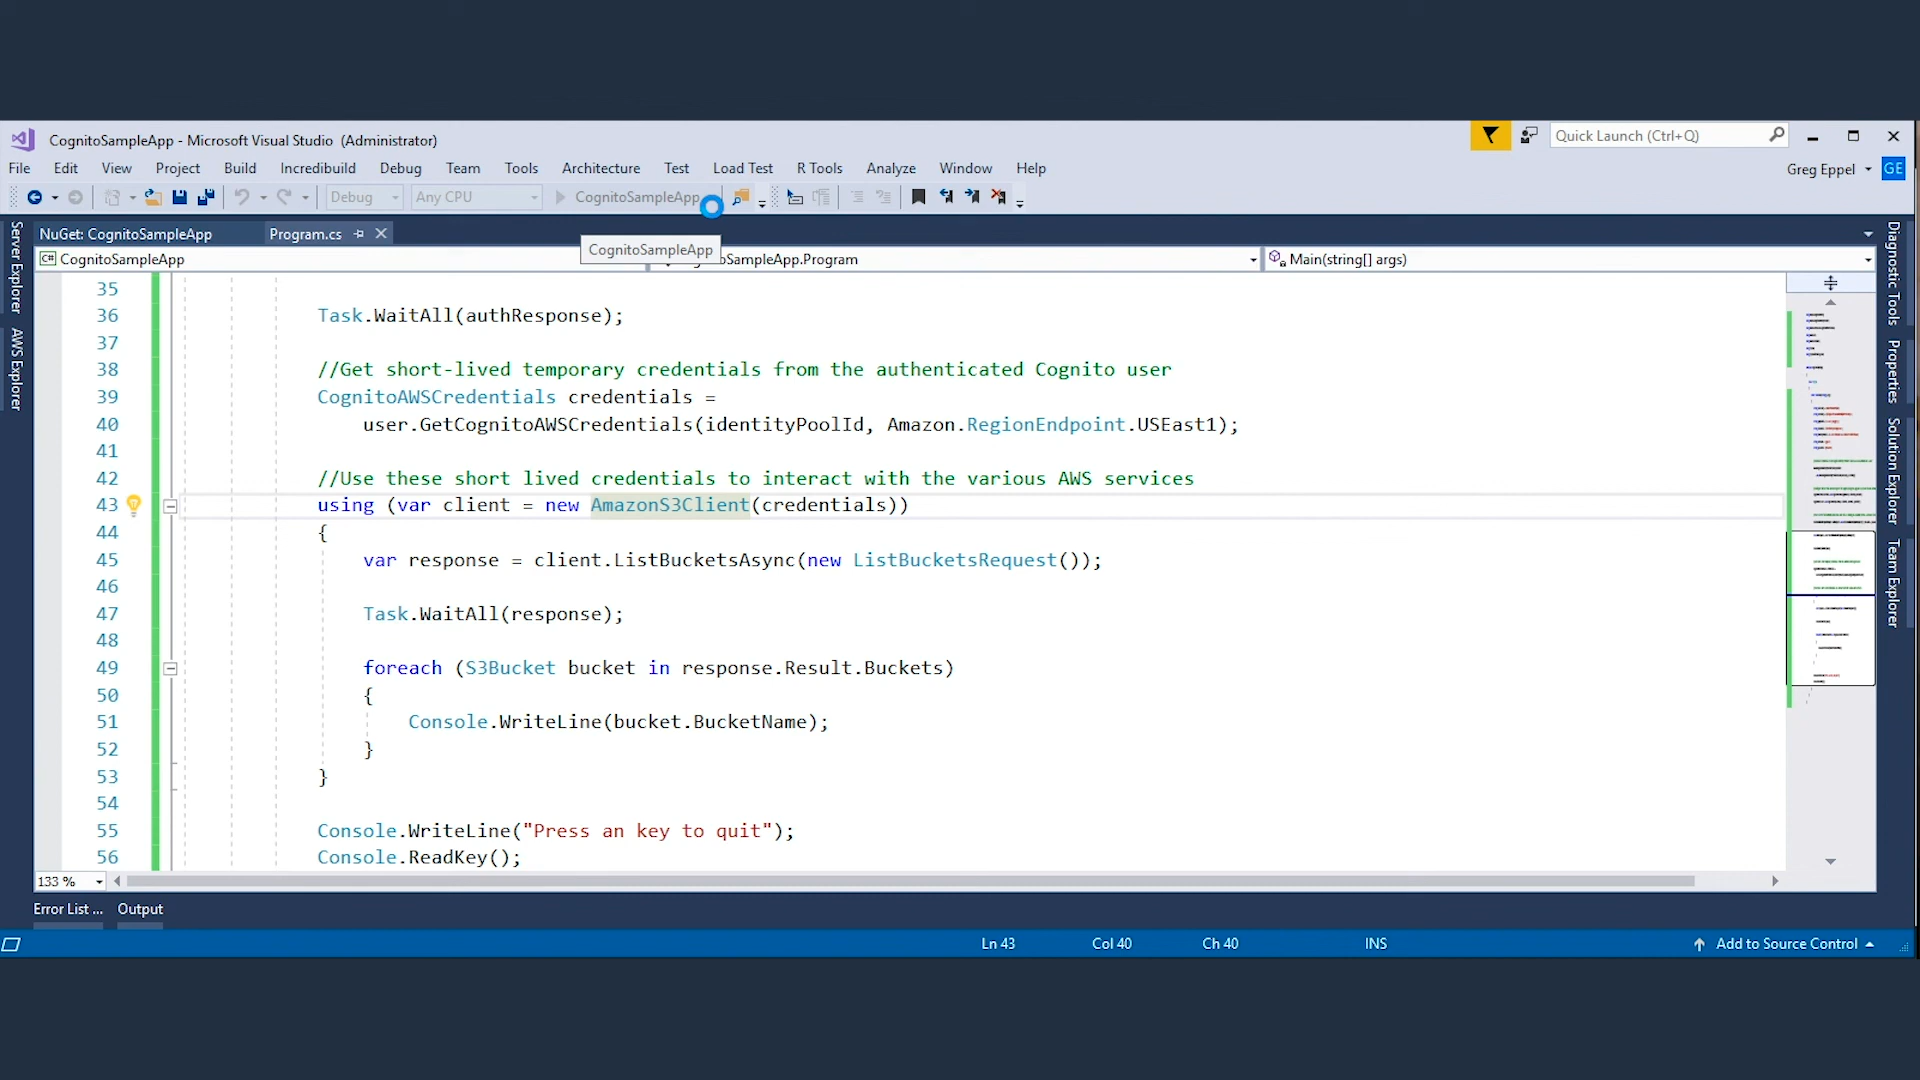 CognitoSampleApp - Microsoft Visual Studio (Administrator)
Quick Launch (Ctrl+Q)
File Edit View Project Build Incredibuild Debug Team Tools Architecture Test Load Test R Tools Analyze Window Help
Greg Eppel GE
Debug Any CPU CognitoSampleApp
NuGet: CognitoSampleApp Program.cs
CognitoSampleApp
C# CognitoSampleApp
SampleApp.Program
Main(string[] args)
Server Explorer
AWS Explorer
Diagnostic Tools
Properties
Solution Explorer
Team Explorer
35
36 Task.WaitAll(authResponse);
37
38 //Get short-lived temporary credentials from the authenticated Cognito user
39 CognitoAWSCredentials credentials =
40 user.GetCognitoAWSCredentials(identityPoolId, Amazon.RegionEndpoint.USEast1);
41
42 //Use these short lived credentials to interact with the various AWS services
43 using (var client = new AmazonS3Client(credentials))
44 {
45 var response = client.ListBucketsAsync(new ListBucketsRequest());
46
47 Task.WaitAll(response);
48
49 foreach (S3Bucket bucket in response.Result.Buckets)
50 {
51 Console.WriteLine(bucket.BucketName);
52 }
53 }
54
55 Console.WriteLine("Press an key to quit");
56 Console.ReadKey();
133 %
Error List ... Output
Ln 43 Col 40 Ch 40 INS Add to Source Control